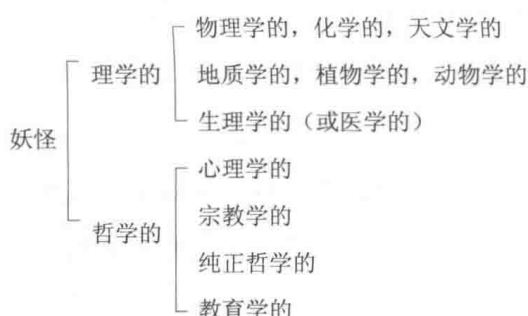 物理学的，化学的，天文学的
理学的
地质学的，植物学的，动物学的
生理学的（或医学的）
妖怪
心理学的
宗教学的
哲学的
纯正哲学的
教育学的